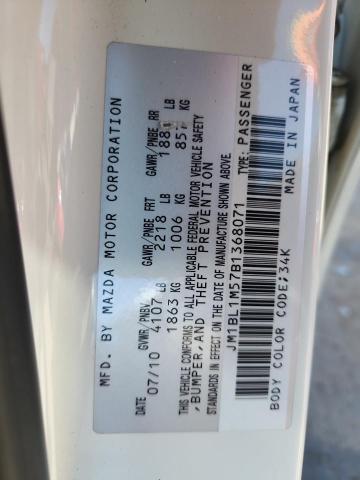 MFD. BY MAZDA MOTOR CORPORATION
DATE GVWR/PNBV GAWR/PNBE FRT GAWR/PNBE RR
07/10 4107 LB 2218 LB LB
1863 KG 1006 KG 857
THIS VEHICLE CONFORMS TO ALL APPLICABLE FEDERAL MOTOR VEHICLE SAFETY
,BUMPER,AND THEFT PREVENTION
STANDARDS IN EFFECT ON THE DATE OF MANUFACTURE SHOWN ABOVE
JM1BL1M57B1368071 TYPE: PASSENGER
BODY COLOR CODE;34K MADE IN JAPAN